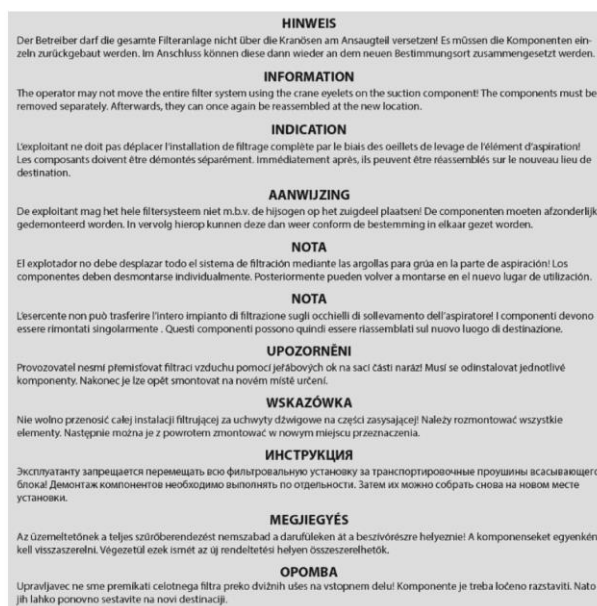 HINWEIS
Der Betreiber darf die gesamte Filteranlage nicht über die Kranösen am Ansaugteil versetzen! Es müssen die Komponenten ein-
zeln zurückgebaut werden. Im Anschluss können diese dann wieder an dem neuen Bestimmungsort zusammengesetzt werden.
INFORMATION
The operator may not move the entire filter system using the crane eyelets on the suction component! The components must be
removed separately. Afterwards, they can once again be reassembled at the new location.
INDICATION
L'exploitant ne doit pas déplacer l'installation de filtrage complète par le biais des oeillets de levage de l'élément d'aspiration!
Les composants doivent être démontés séparément. Immédiatement après, ils peuvent être réassemblés sur le nouveau lieu de
destination.
AANWIJZING
De exploitant mag het hele filtersysteem niet m.b.v. de hijsogen op het zuigdeel plaatsen! De componenten moeten afzonderlijk
gedemonteerd worden. In vervolg hierop kunnen deze dan weer conform de bestemming in elkaar gezet worden.
NOTA
El explotador no debe desplazar todo el sistema de filtración mediante las argollas para grúa en la parte de aspiración! Los
componentes deben desmontarse individualmente. Posteriormente pueden volver a montarse en el nuevo lugar de utilización.
NOTA
L'esercente non può trasferire l'intero impianto di filtrazione sugli occhielli di sollevamento dell'aspiratore! I componenti devono
essere rimontati singolarmente . Questi componenti possono quindi essere riassemblati sul nuovo luogo di destinazione.
UPOZORNĚNI
Provozovatel nesmí přemisťovat filtraci vzduchu pomocí jeřábových ok na sací části naráz! Musí se odinstalovat jednotlivé
komponenty. Nakonec je lze opět smontovat na novém místě určení.
WSKAZÓWKA
Nie wolno przenosić całej instalacji filtrującej za uchwyty dźwigowe na części zasysającej! Należy rozmontować wszystkie
elementy. Następnie można je z powrotem zmontować w nowym miejscu przeznaczenia.
ИНСТРУКЦИЯ
Эксплуатанту запрещается перемещать всю фильтровальную установку за транспортировочные проушины всасывающего
блока! Демонтаж компонентов необходимо выполнять по отдельности. Затем их можно собрать снова на новом месте
установки.
MEGJIEGYÉS
Az üzemeltetőnek a teljes szűrőberendezést nemszabad a darufüleken át a beszívórészre helyeznie! A komponenseket egyenkén
kell visszaszerelni. Végezetül ezek ismét az új rendeltetési helyen összeszerelhetők.
OPOMBA
Upravljavec ne sme premikati celotnega filtra preko dvižnih ušes na vstopnem delu! Komponente je treba ločeno razstaviti. Nato
jih lahko ponovno sestavite na novi destinaciji.